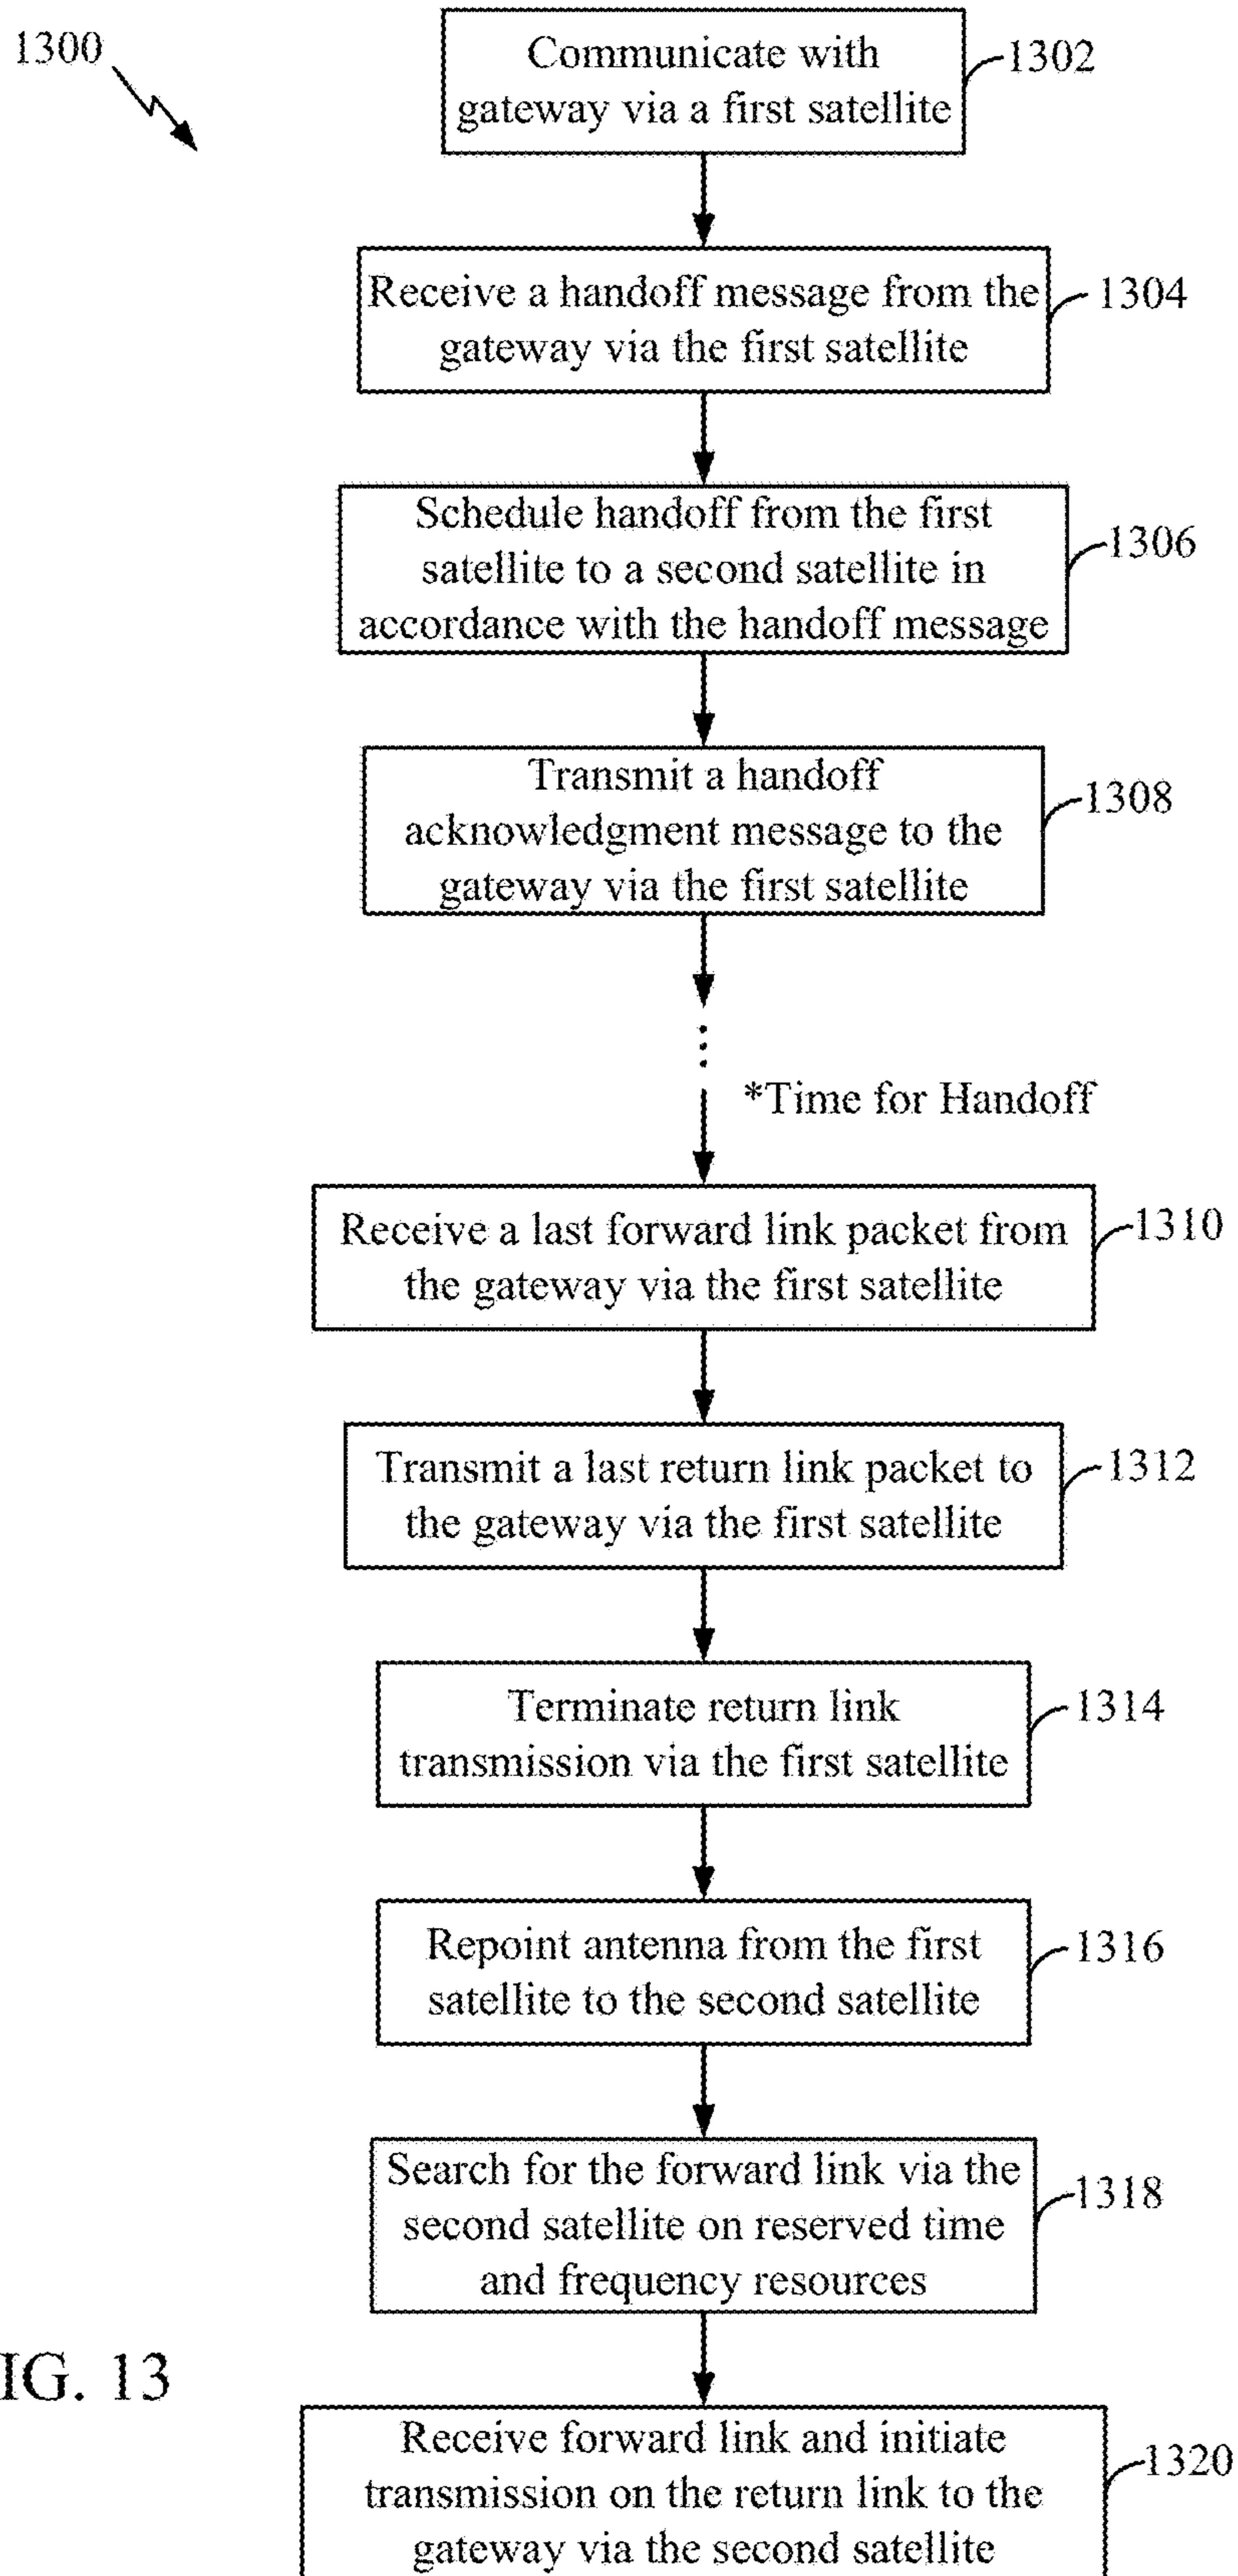 1300
Communicate with
gateway via a first satellite
1302
Receive a handoff message from the
gateway via the first satellite
1304
Schedule handoff from the first
satellite to a second satellite in
accordance with the handoff message
1306
Transmit a handoff
acknowledgment message to the
gateway via the first satellite
1308
*Time for Handoff
Receive a last forward link packet from
the gateway via the first satellite
1310
Transmit a last return link packet to
the gateway via the first satellite
1312
Terminate return link
transmission via the first satellite
1314
Repoint antenna from the first
satellite to the second satellite
1316
Search for the forward link via the
second satellite on reserved time
and frequency resources
1318
IG. 13
Receive forward link and initiate
transmission on the return link to the
gateway via the second satellite
1320